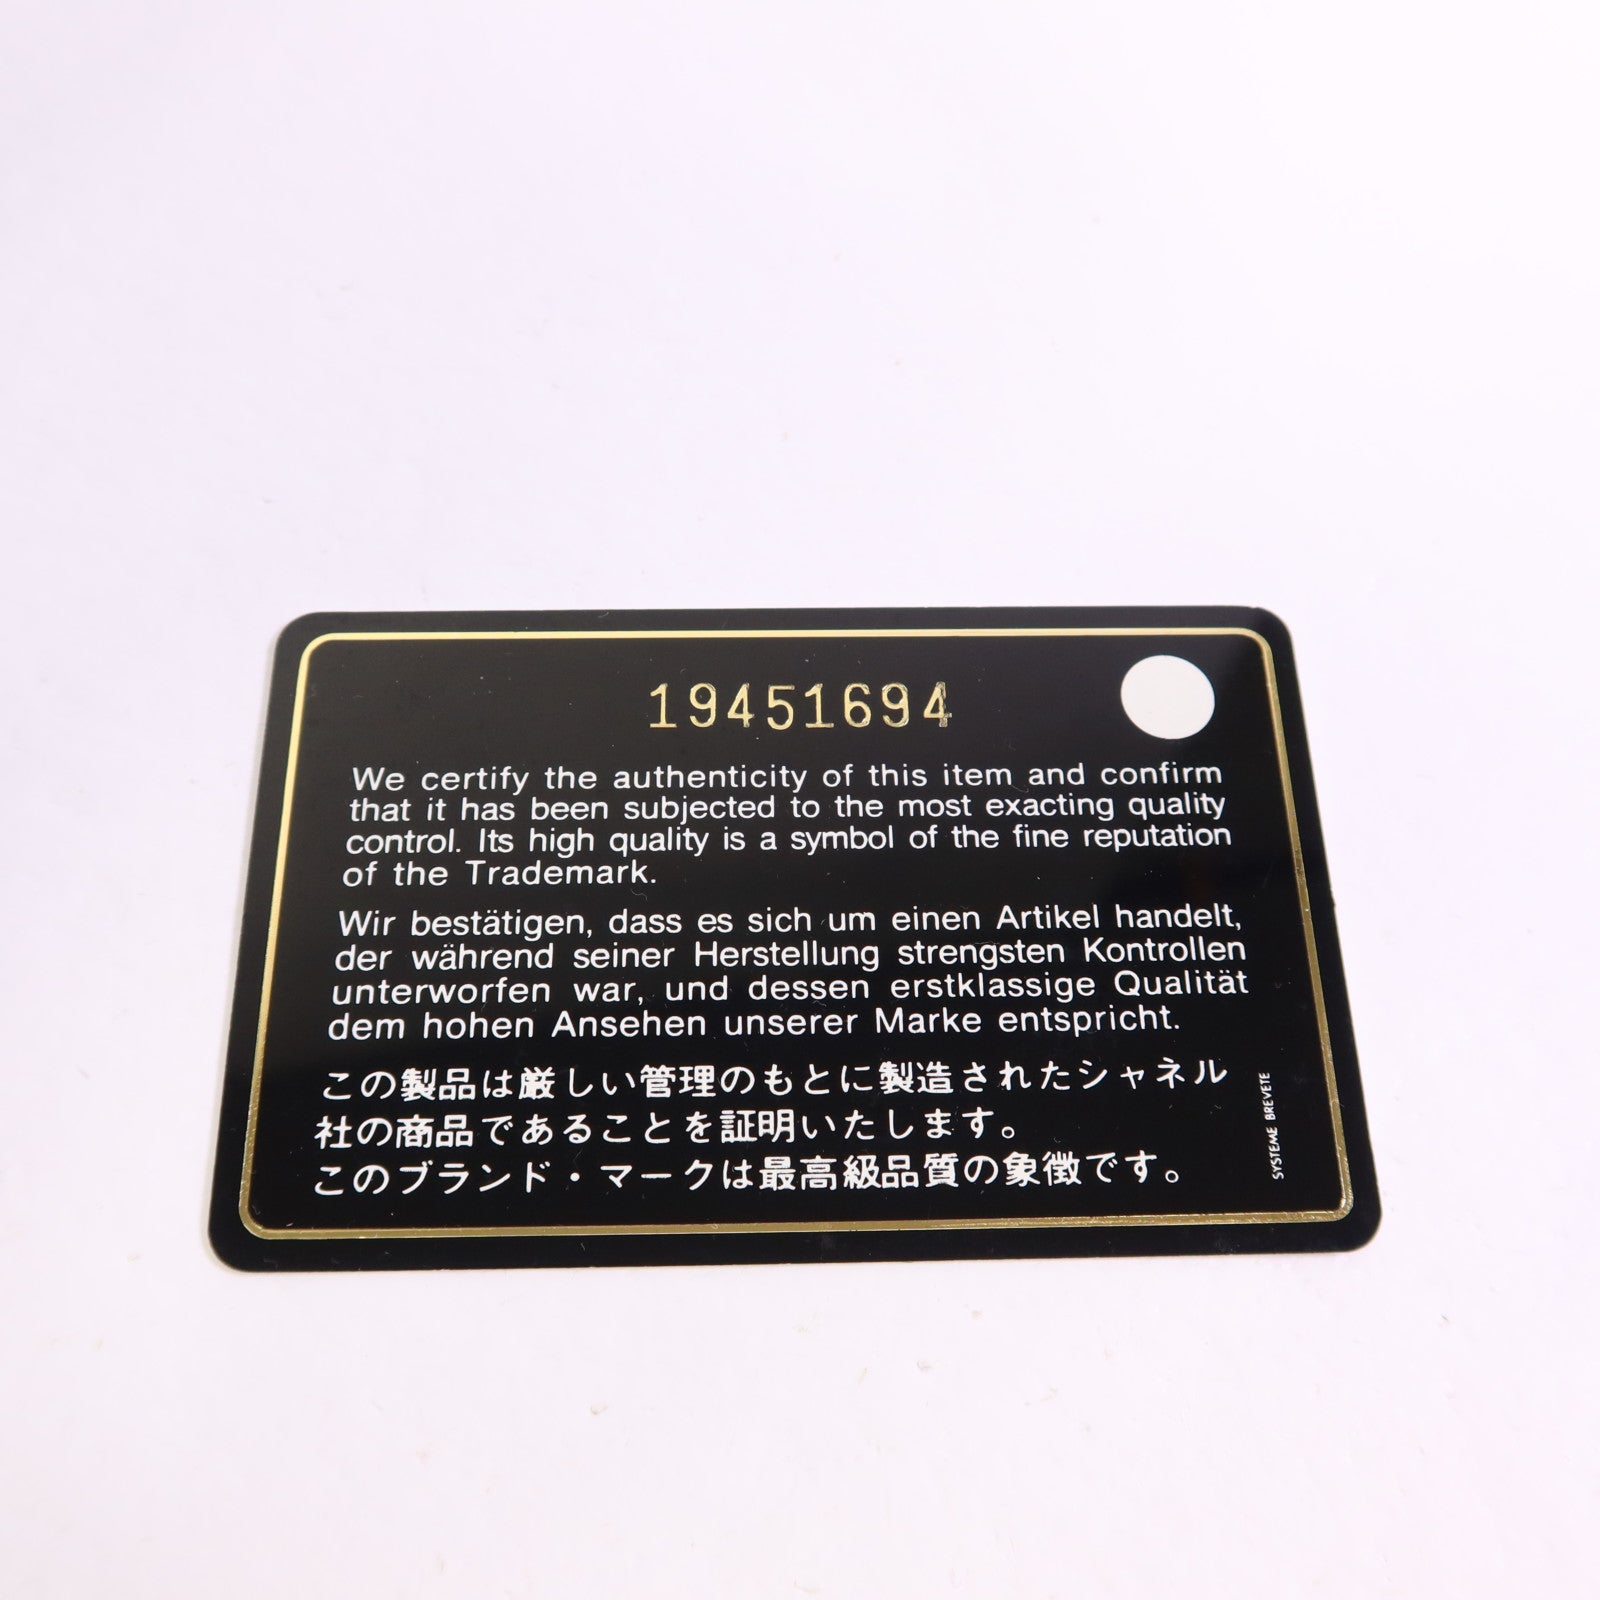 19451694
We certify the authenticity of this item and confirm
that it has been subjected to the most exacting quality
control. Its high quality is a symbol of the fine reputation
of the Trademark.
Wir bestätigen, dass es sich um einen Artikel handelt,
der während seiner Herstellung strengsten Kontrollen
unterworfen war, und dessen erstklassige Qualität
dem hohen Ansehen unserer Marke entspricht.
この製品は厳しい管理のもとに製造されたシャネル
社の商品であることを証明いたします。
このブランド・マークは最高級品質の象徴です。
SYSTEME BREVETE